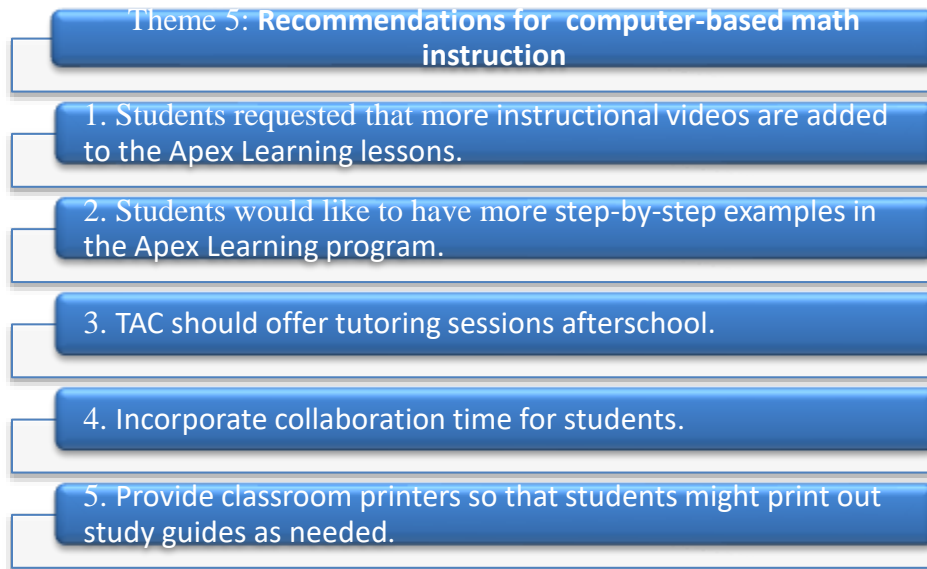 Theme 5: Recommendations for computer-based math
instruction
1. Students requested that more instructional videos are added
to the Apex Learning lessons.
2. Students would like to have more step-by-step examples in
the Apex Learning program.
3. TAC should offer tutoring sessions afterschool.
4. Incorporate collaboration time for students.
5. Provide classroom printers so that students might print out
study guides as needed.